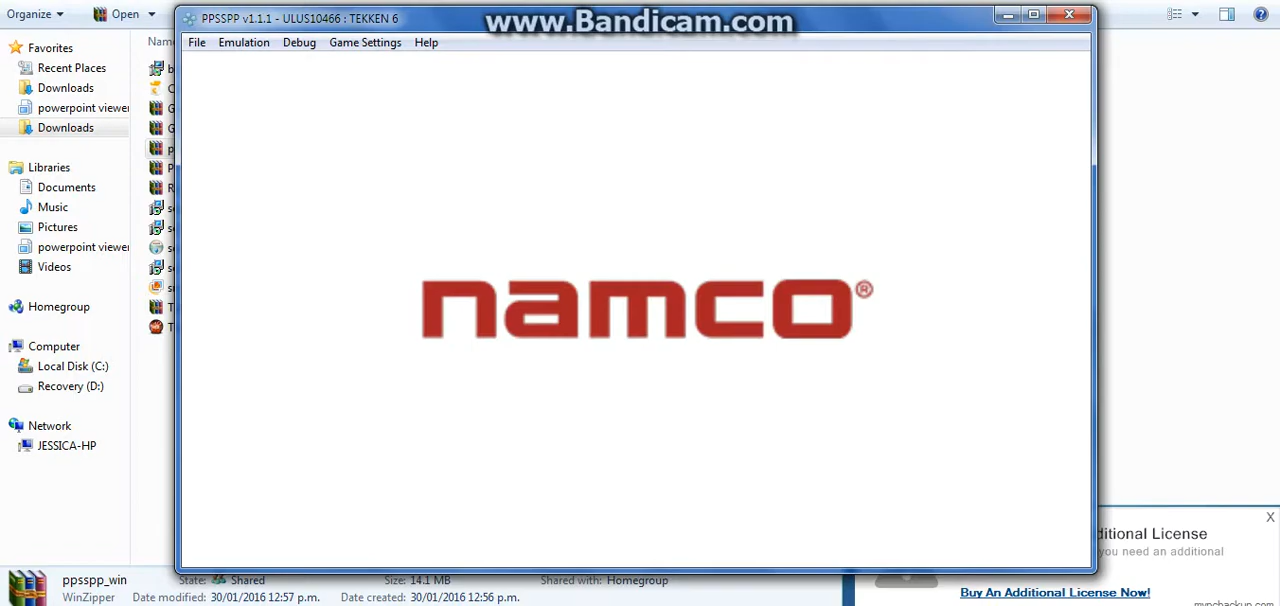 Organize
Open
PPSSPP v1.1.1 - ULUS10466 : TEKKEN 6
www.Bandicam.com
File
Emulation
Debug
Game Settings
Help
Favorites
Recent Places
Downloads
powerpoint viewer
Downloads
Libraries
Documents
Music
Pictures
powerpoint viewer
Videos
Homegroup
Computer
Local Disk (C:)
Recovery (D:)
Network
JESSICA-HP
namco®
X
ditional License
you need an additional
Buy An Additional License Now!
mypcbackup.com
ppsspp_win
State:
Shared
Size: 14.1 MB
Shared with: Homegroup
WinZipper
Date modified: 30/01/2016 12:57 p.m.
Date created: 30/01/2016 12:56 p.m.